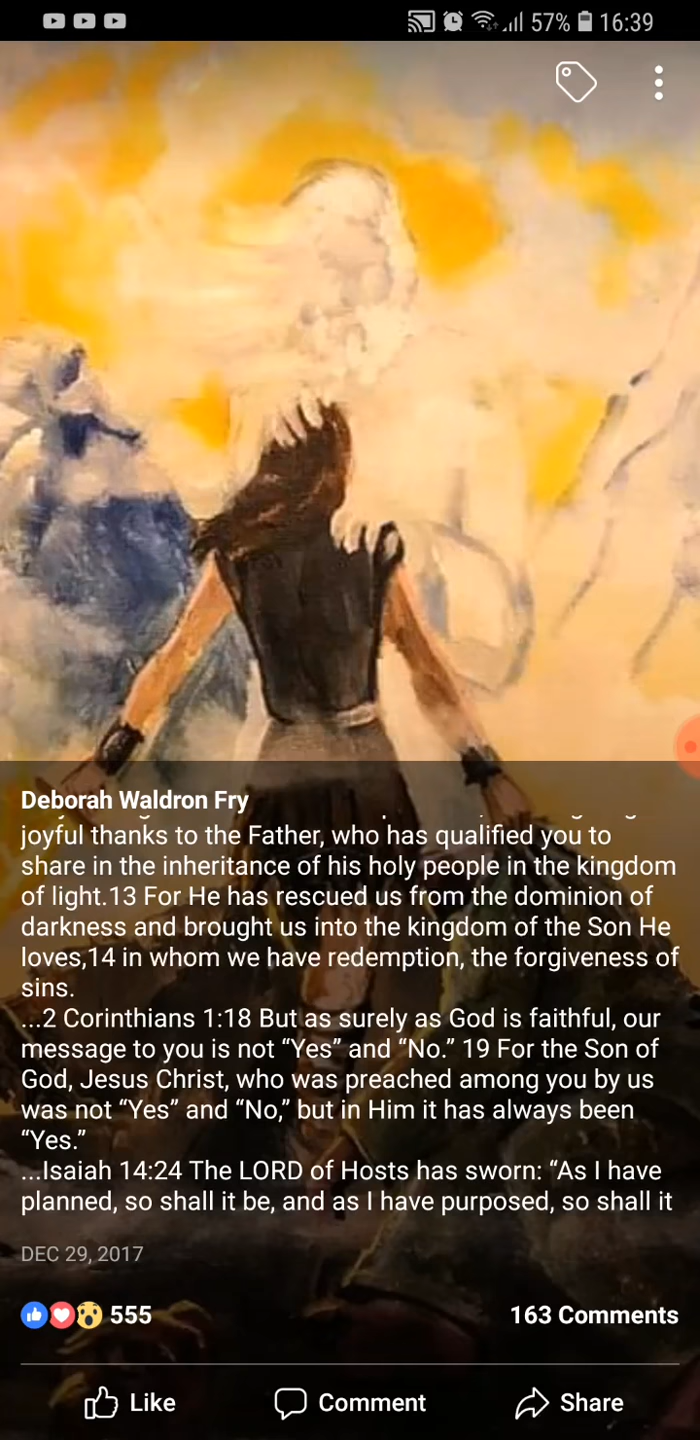 57% 16:39
Deborah Waldron Fry
joyful thanks to the Father, who has qualified you to
share in the inheritance of his holy people in the kingdom
of light.13 For He has rescued us from the dominion of
darkness and brought us into the kingdom of the Son He
loves,14 in whom we have redemption, the forgiveness of
sins.
...2 Corinthians 1:18 But as surely as God is faithful, our
message to you is not “Yes” and “No.” 19 For the Son of
God, Jesus Christ, who was preached among you by us
was not “Yes” and “No,” but in Him it has always been
“Yes.”
...Isaiah 14:24 The LORD of Hosts has sworn: “As I have
planned, so shall it be, and as I have purposed, so shall it
DEC 29, 2017
555 163 Comments
Like Comment Share